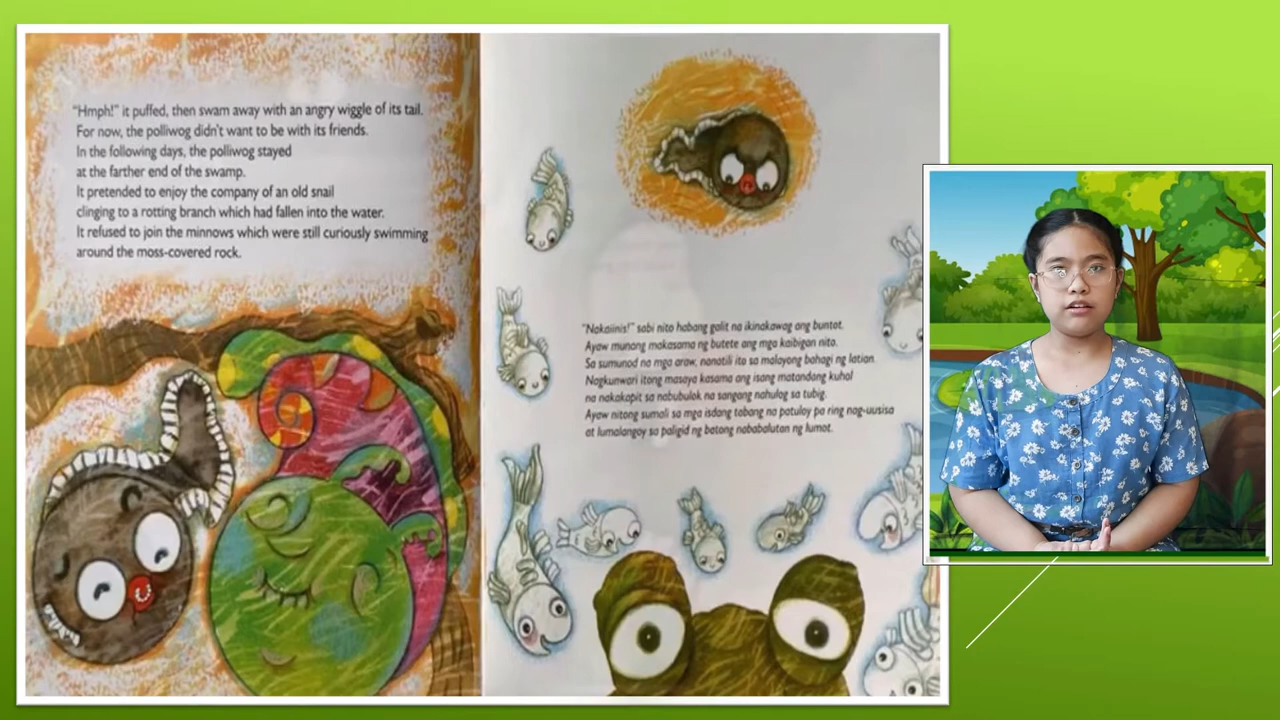 "Hmph!" it puffed, then swam away with an angry wiggle of its tail.
For now, the polliwog didn't want to be with its friends.
In the following days, the polliwog stayed
at the farther end of the swamp.
It pretended to enjoy the company of an old snail
clinging to a rotting branch which had fallen into the water.
It refused to join the minnows which were still curiously swimming
around the moss-covered rock.
"Nakaiinis!" sabi nito habang galit na ikinakawag ang buntot.
Ayaw munang makasama ng butete ang mga kaibigan nito.
Sa sumunod na mga araw, nanatili ito sa malayong bahagi ng latian.
Nagkunwari itong masaya kasama ang isang matandang kuhol
na nakakapit sa nabubulok na sangang nahulog sa tubig.
Ayaw nitong sumali sa mga isdang tabang na patuloy pa ring nag-uusisa
at lumalangoy sa paligid ng batong nababalutan ng lumot.